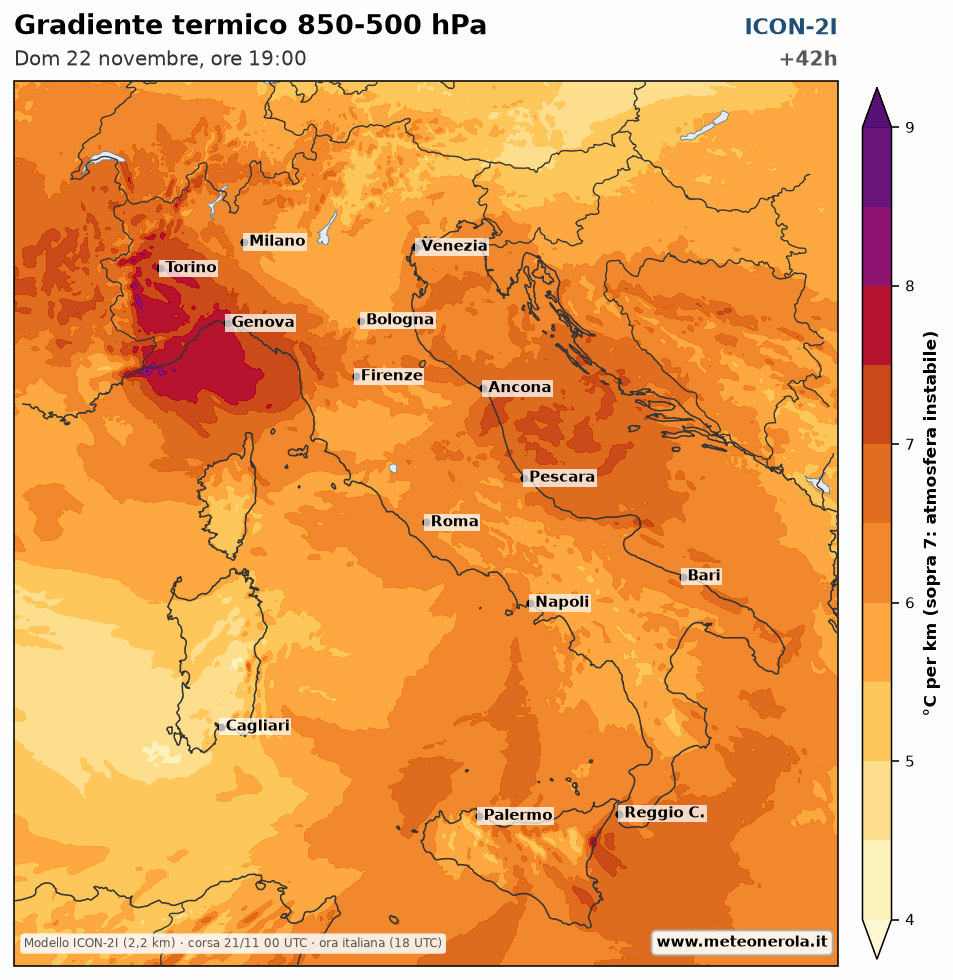 Gradiente termico 850-500 hPa
ICON-2I
Dom 22 novembre, ore 19:00
+42h
Milano
Venezia
Torino
Genova
Bologna
Firenze
Ancona
Pescara
Roma
Bari
Napoli
Cagliari
Palermo
Reggio C.
9
8
7
6
5
4
°C per km (sopra 7: atmosfera instabile)
Modello ICON-2I (2,2 km) · corsa 21/11 00 UTC · ora italiana (18 UTC)
www.meteonerola.it